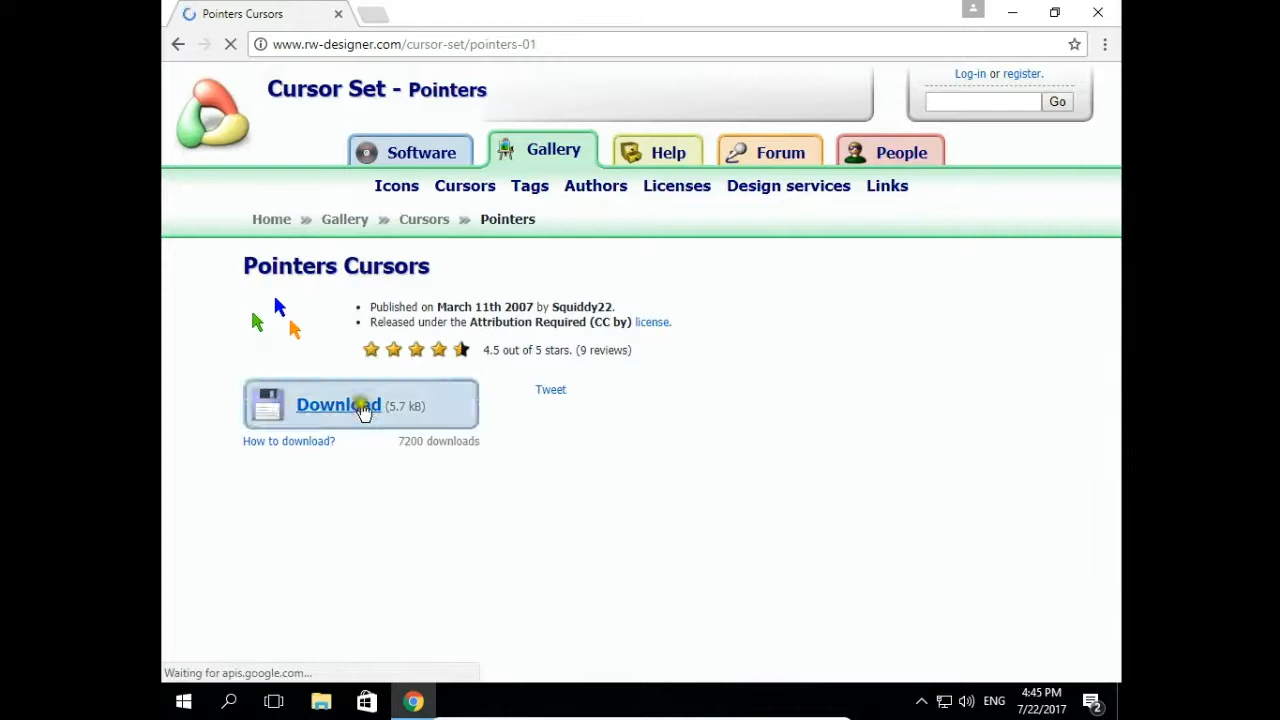 Pointers Cursors
www.rw-designer.com/cursor-set/pointers-01
Cursor Set - Pointers
Log-in or register.
Go
Software
Gallery
Help
Forum
People
Icons
Cursors
Tags
Authors
Licenses
Design services
Links
Home » Gallery » Cursors » Pointers
Pointers Cursors
• Published on March 11th 2007 by Squiddy22.
• Released under the Attribution Required (CC by) license.
4.5 out of 5 stars. (9 reviews)
Download (5.7 kB)
Tweet
How to download?
7200 downloads
Waiting for apis.google.com...
ENG
4:45 PM
7/22/2017
2